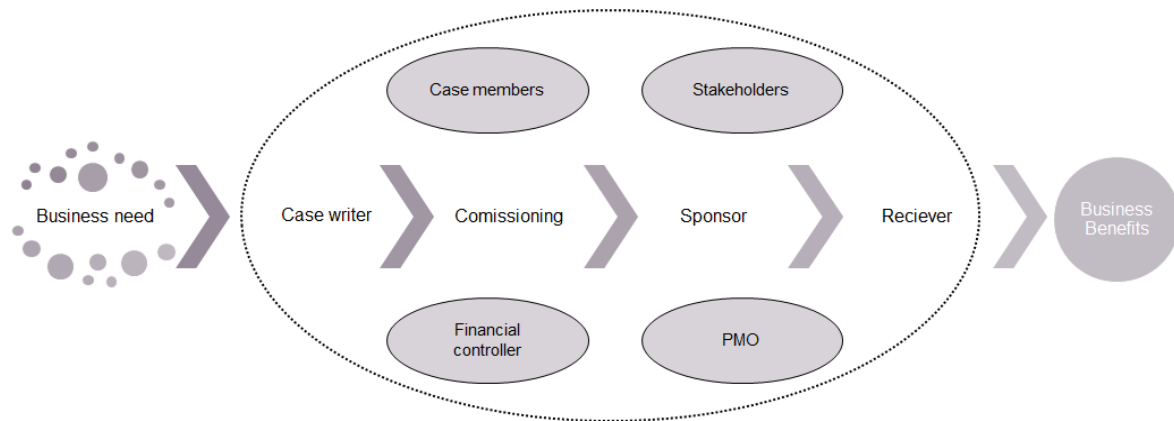 Case members
Stakeholders
Business need
Case writer
Comissioning
Sponsor
Reciever
Business
Benefits
Financial
controller
PMO